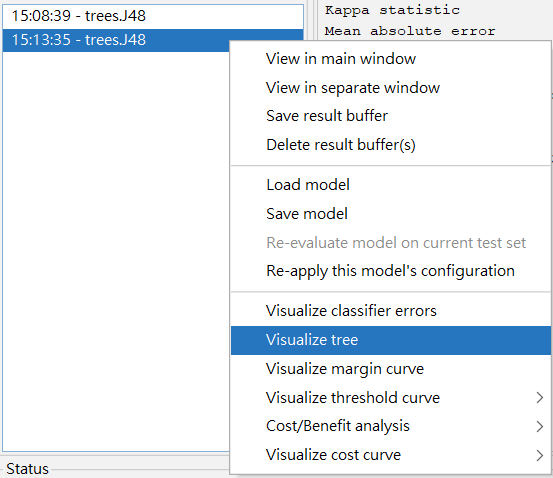 15:08:39 - trees.J48
15:13:35 - trees.J48
Kappa statistic
Mean absolute error
View in main window
View in separate window
Save result buffer
Delete result buffer(s)
Load model
Save model
Re-evaluate model on current test set
Re-apply this model's configuration
Visualize classifier errors
Visualize tree
Visualize margin curve
Visualize threshold curve
Cost/Benefit analysis
Visualize cost curve
Status